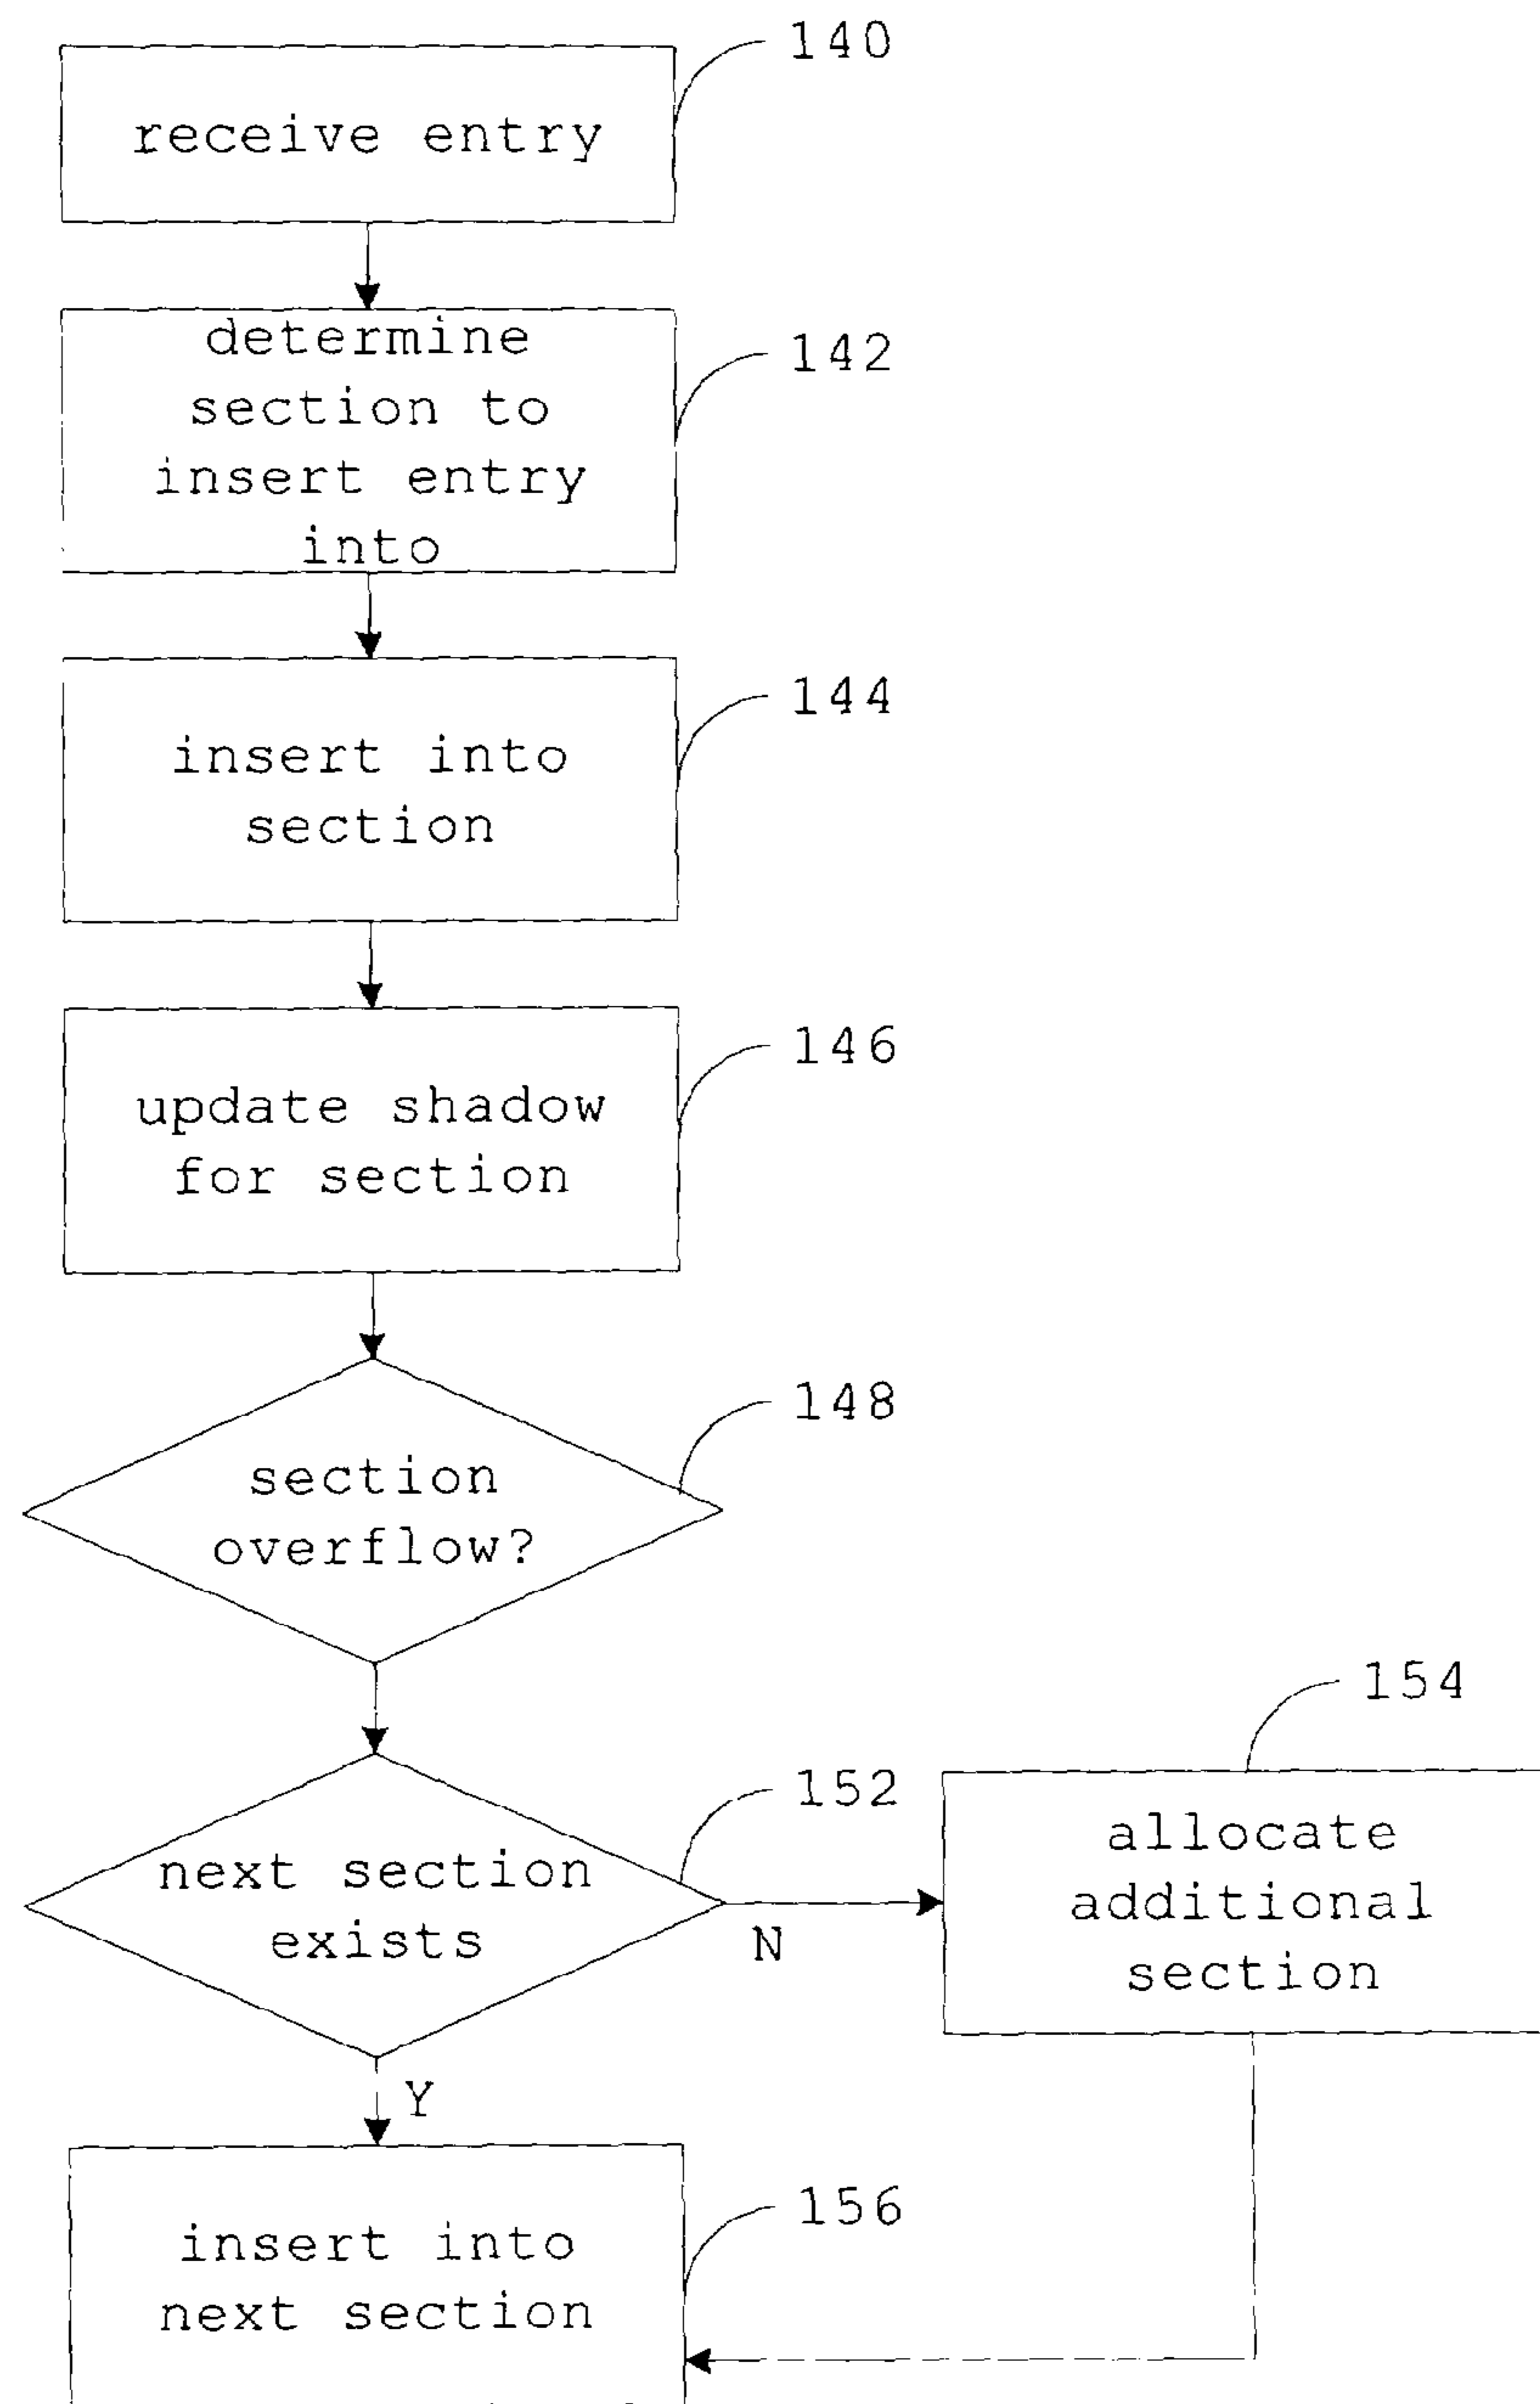 140
receive entry
142
determine
section to
insert entry
into
144
insert into
section
146
update shadow
for section
148
section
overflow?
152
next section
exists
N
154
allocate
additional
section
Y
156
insert into
next section